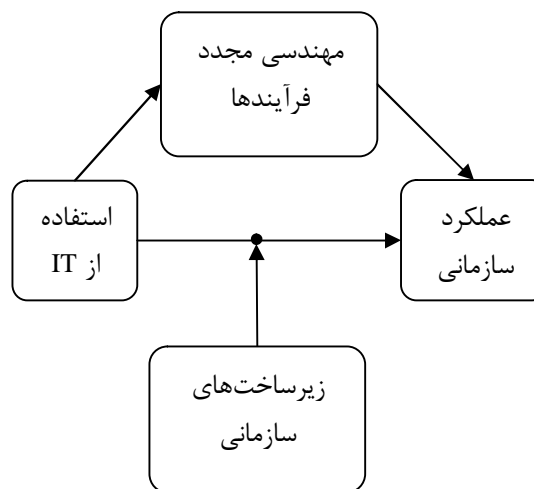 مهندسی مجدد
فرآیندها
عملکرد
سازمانی
استفاده
از IT
زیرساخت‌های
سازمانی